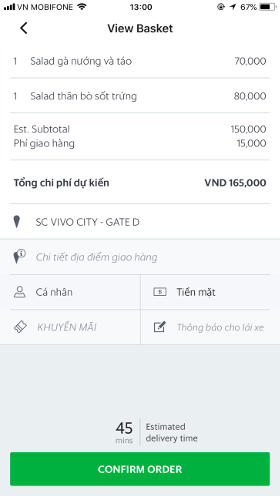 VN MOBIFONE 13:00 67%
View Basket
1 Salad gà nướng và táo 70,000
1 Salad thăn bò sốt trứng 80,000
Est. Subtotal 150,000
Phí giao hàng 15,000
Tổng chi phí dự kiến VND 165,000
SC VIVO CITY - GATE D
Chi tiết địa điểm giao hàng
Cá nhân Tiền mặt
KHUYẾN MÃI Thông báo cho lái xe
45 mins Estimated
delivery time
CONFIRM ORDER